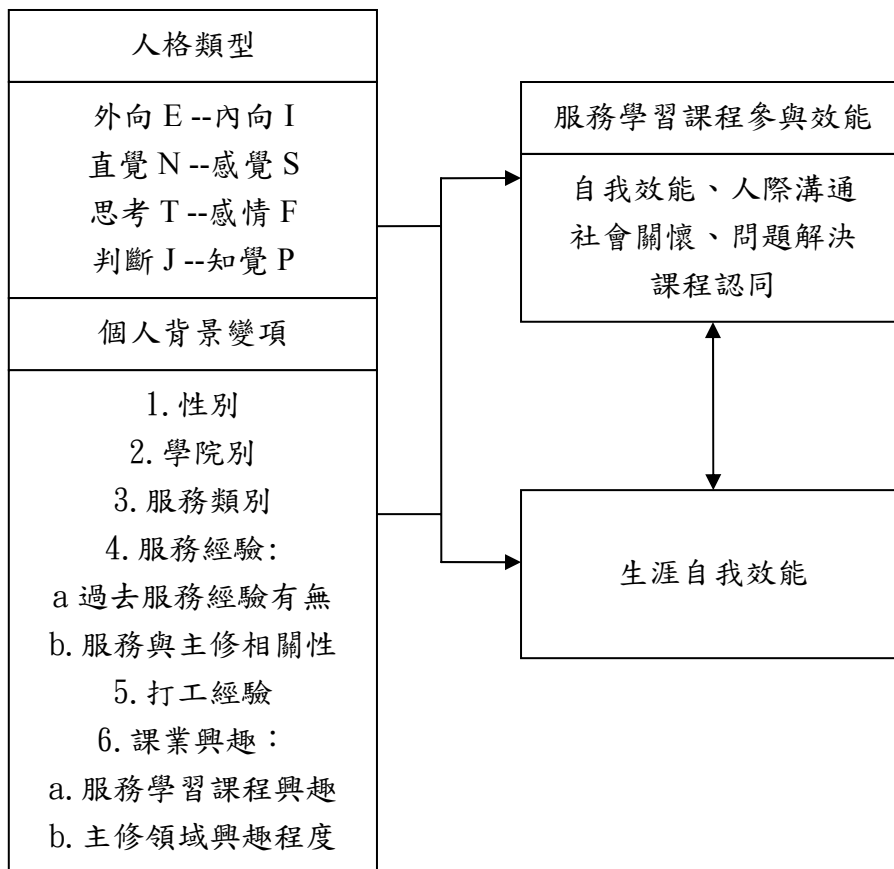 人格類型
外向 E --內向 I
直覺 N --感覺 S
思考 T --感情 F
判斷 J --知覺 P
個人背景變項
1. 性別
2. 學院別
3. 服務類別
4. 服務經驗:
a 過去服務經驗有無
b. 服務與主修相關性
5. 打工經驗
6. 課業興趣：
a. 服務學習課程興趣
b. 主修領域興趣程度
服務學習課程參與效能
自我效能、人際溝通
社會關懷、問題解決
課程認同
生涯自我效能